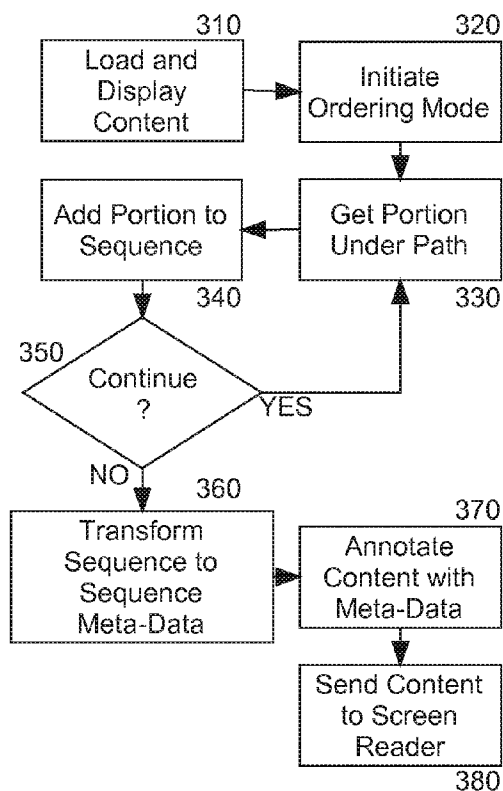 310
Load and
Display
Content
320
Initiate
Ordering Mode
Add Portion to
Sequence
340
Get Portion
Under Path
330
350
Continue
?
YES
NO
360
Transform
Sequence to
Sequence
Meta-Data
370
Annotate
Content with
Meta-Data
Send Content
to Screen
Reader
380